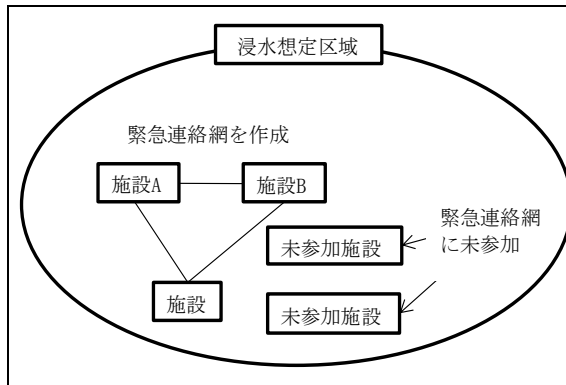 浸水想定区域
緊急連絡網を作成
施設A
施設B
緊急連絡網
に未参加
未参加施設
施設
未参加施設